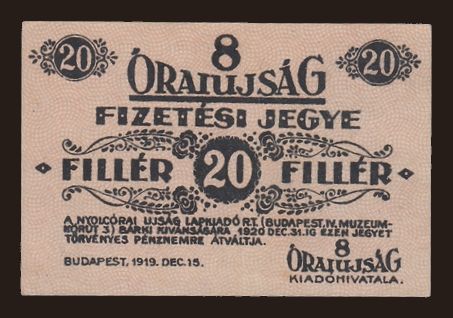 20 8 20
ÓRAIUJSÁG
FIZETÉSI JEGYE
FILLÉR 20 FILLÉR
A NYOLCÓRAI UJSÁG LAPKIADÓ R.T. (BUDAPEST, IV. MUZEUM-
KÖRUT 3) BÁRKI KIVÁNSÁGÁRA 1920 DEC. 31.IG EZEN JEGYET
TÖRVÉNYES PÉNZNEMRE ÁTVÁLTJA.
8
BUDAPEST, 1919. DEC. 15. ÓRAIUJSÁG
KIADÓHIVATALA.